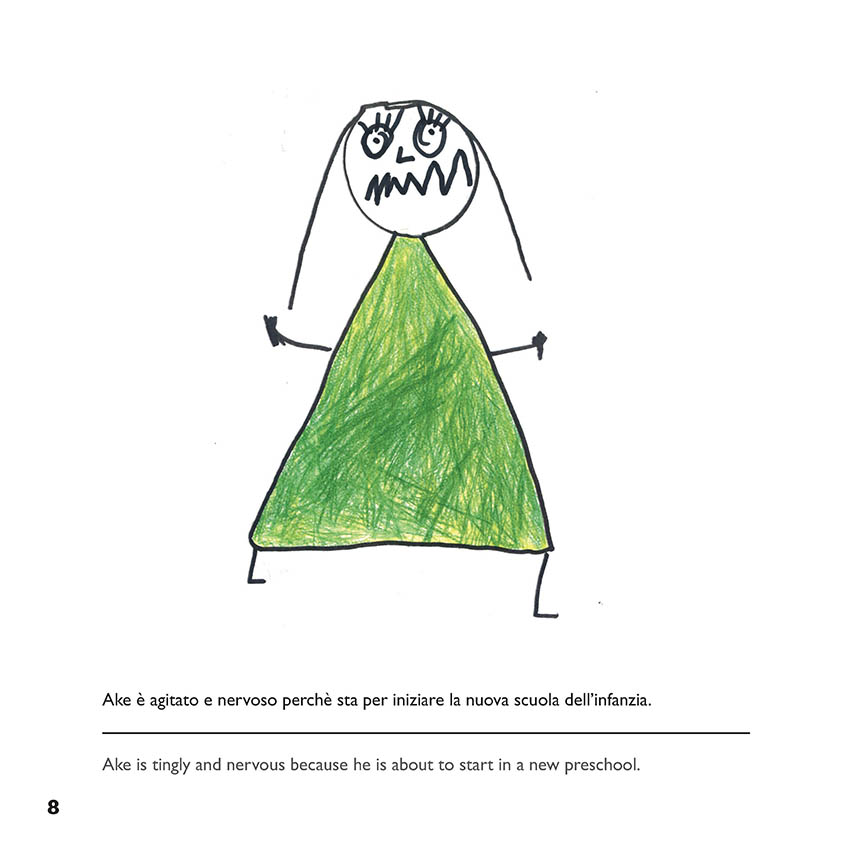 Ake è agitato e nervoso perchè sta per iniziare la nuova scuola dell’infanzia.
Ake is tingly and nervous because he is about to start in a new preschool.
8